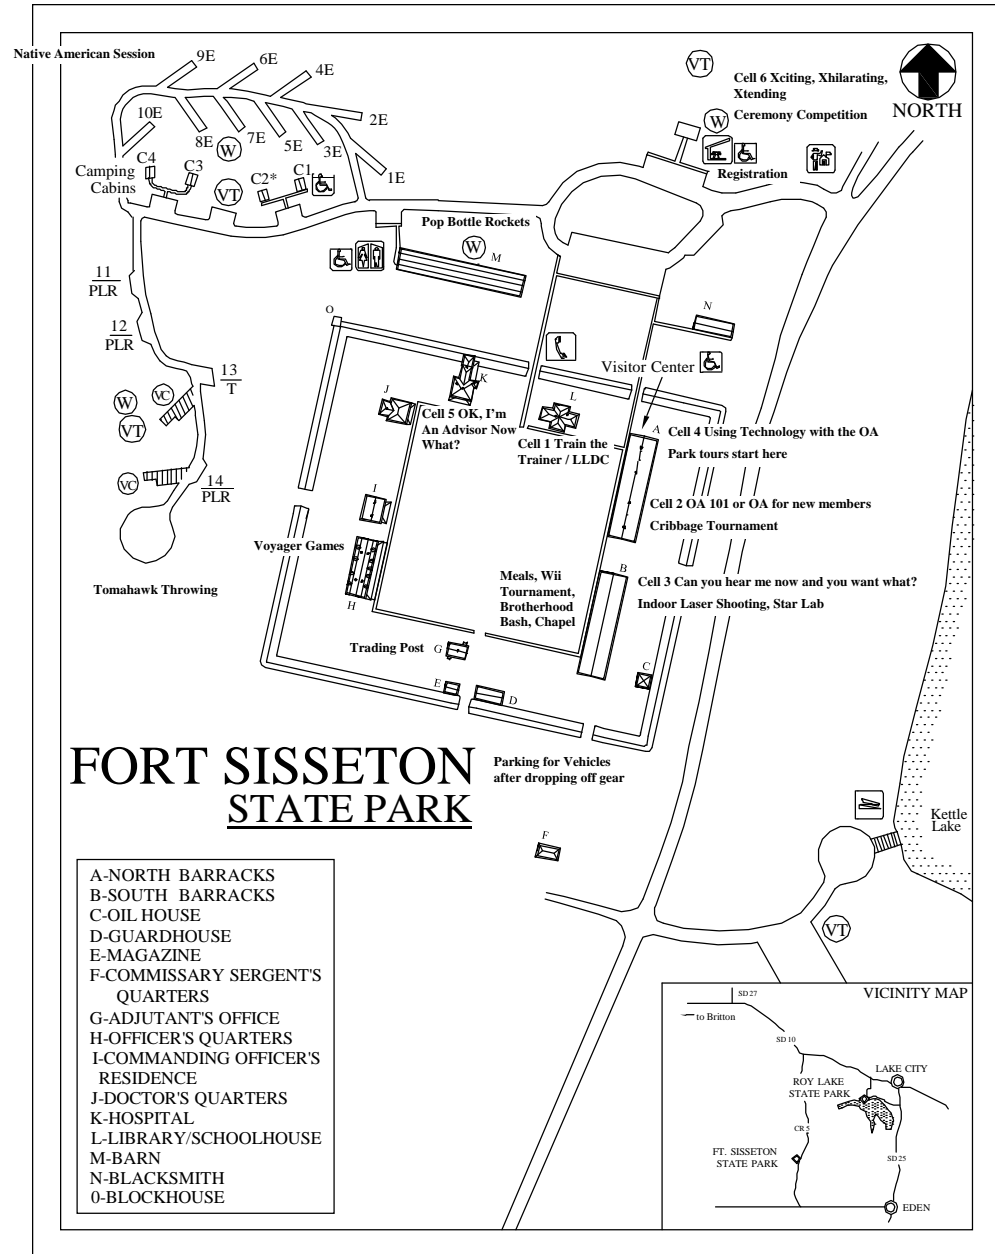 Native American Session
9E
6E
4E
2E
10E
8E
7E
5E
3E
1E
W
C4
C3
C2*
C1
VT
Camping
Cabins
VT
Cell 6 Xciting, Xhilarating,
Xtending
W
Ceremony Competition
NORTH
Registration
Pop Bottle Rockets
W
M
11
PLR
12
PLR
13
T
W
VT
VC
VC
14
PLR
Tomahawk Throwing
O
N
Visitor Center
K
J
L
A
Cell 5 OK, I'm
An Advisor Now
What?
Cell 1 Train the
Trainer / LLDC
Cell 4 Using Technology with the OA
Park tours start here
I
Cell 2 OA 101 or OA for new members
Cribbage Tournament
Voyager Games
H
Meals, Wii
Tournament,
Brotherhood
Bash, Chapel
B
Cell 3 Can you hear me now and you want what?
Indoor Laser Shooting, Star Lab
Trading Post
G
C
E
D
FORT SISSETON
STATE PARK
Parking for Vehicles
after dropping off gear
F
Kettle
Lake
VT
A-NORTH BARRACKS
B-SOUTH BARRACKS
C-OIL HOUSE
D-GUARDHOUSE
E-MAGAZINE
F-COMMISSARY SERGENT'S
QUARTERS
G-ADJUTANT'S OFFICE
H-OFFICER'S QUARTERS
I-COMMANDING OFFICER'S
RESIDENCE
J-DOCTOR'S QUARTERS
K-HOSPITAL
L-LIBRARY/SCHOOLHOUSE
M-BARN
N-BLACKSMITH
0-BLOCKHOUSE
VICINITY MAP
SD 27
to Britton
SD 10
LAKE CITY
ROY LAKE
STATE PARK
CR 5
FT. SISSETON
STATE PARK
SD 25
EDEN